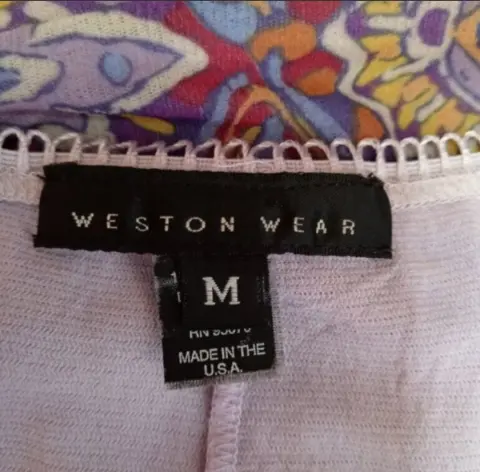 WESTON WEAR
M
MADE IN THE
U.S.A.